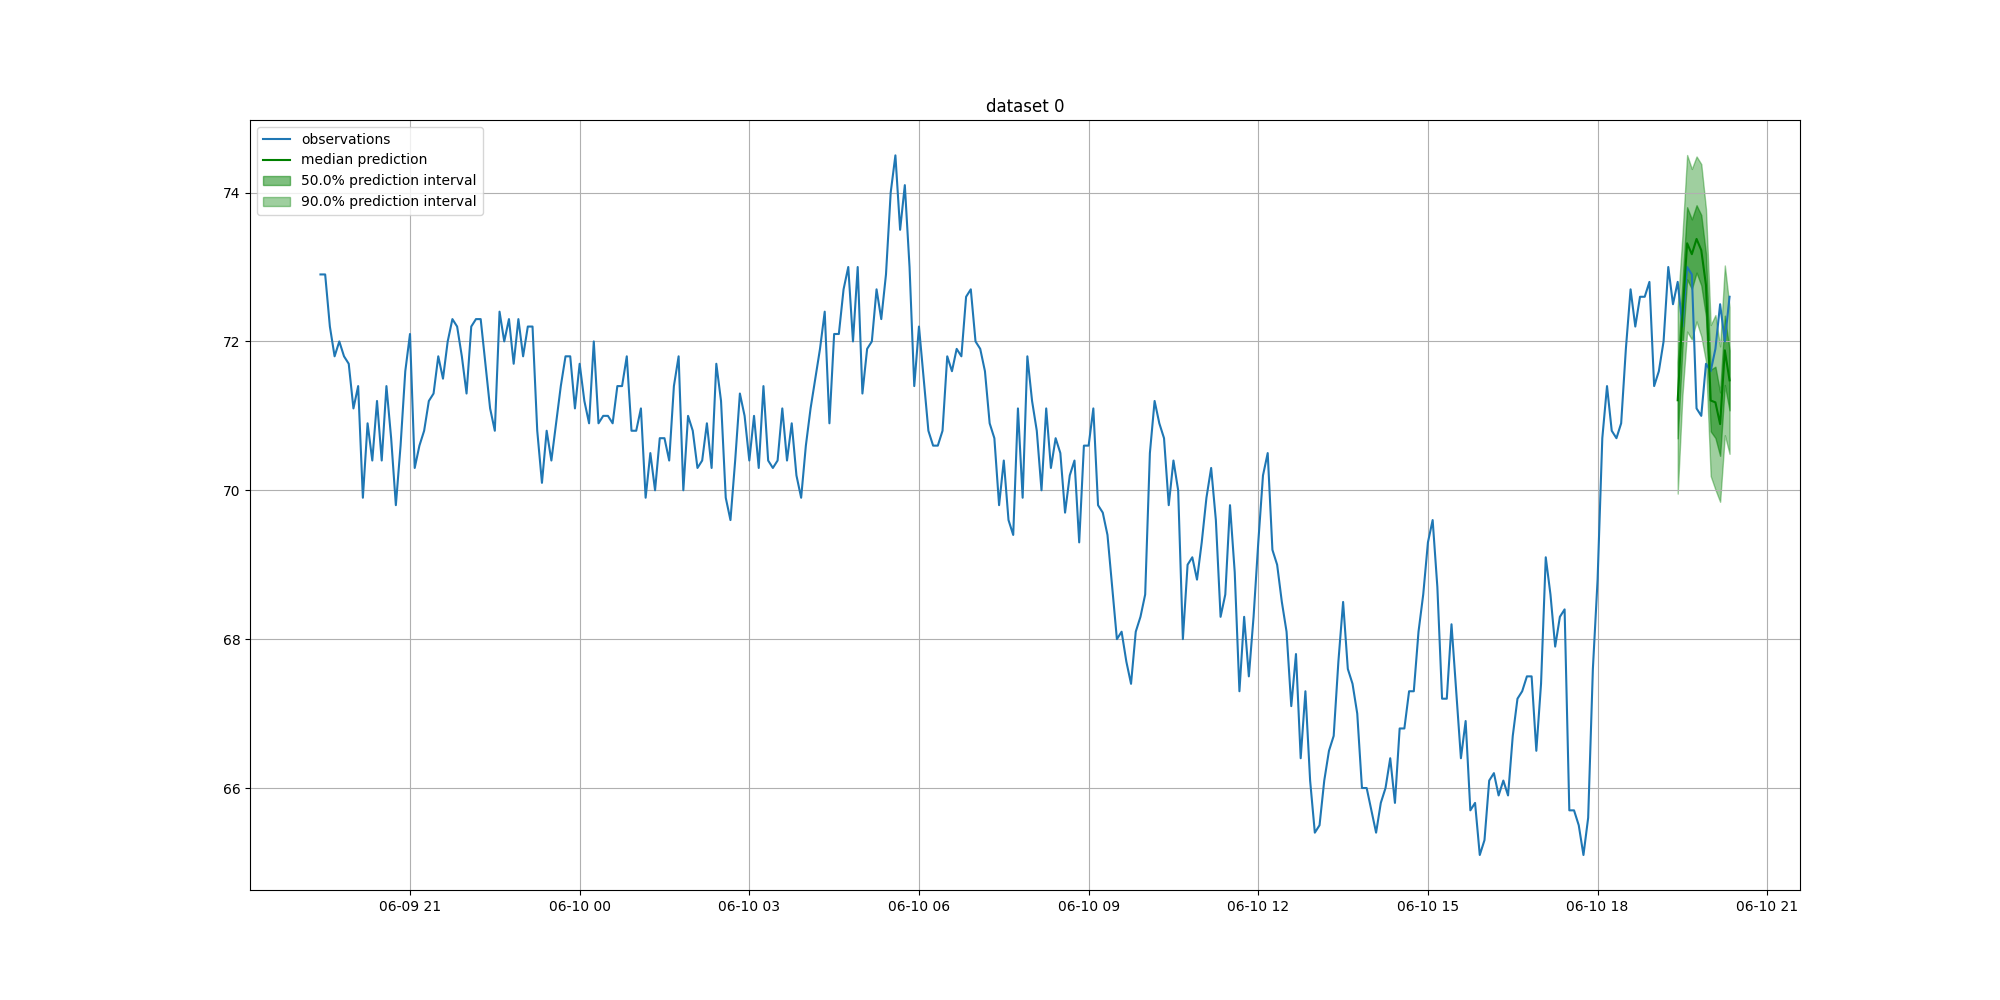 dataset 0
observations
median prediction
50.0% prediction interval
90.0% prediction interval
74
72
70
68
66
06-09 21
06-10 00
06-10 03
06-10 06
06-10 09
06-10 12
06-10 15
06-10 18
06-10 21